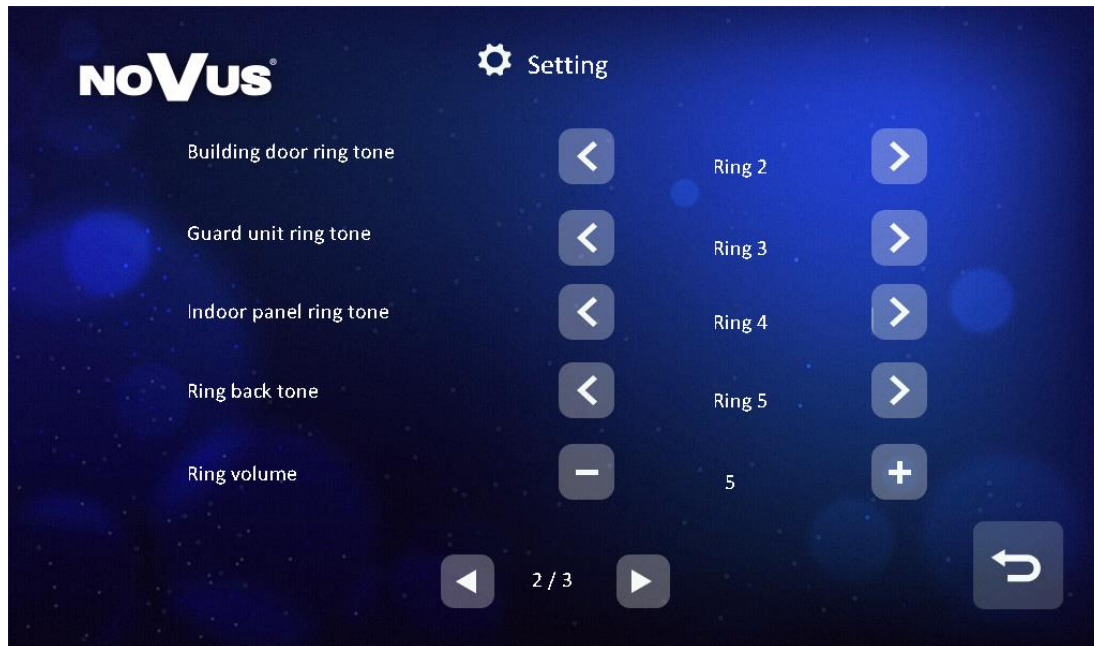 NOVUS®
Setting
Building door ring tone
Ring 2
Guard unit ring tone
Ring 3
Indoor panel ring tone
Ring 4
Ring back tone
Ring 5
Ring volume
5
2 / 3